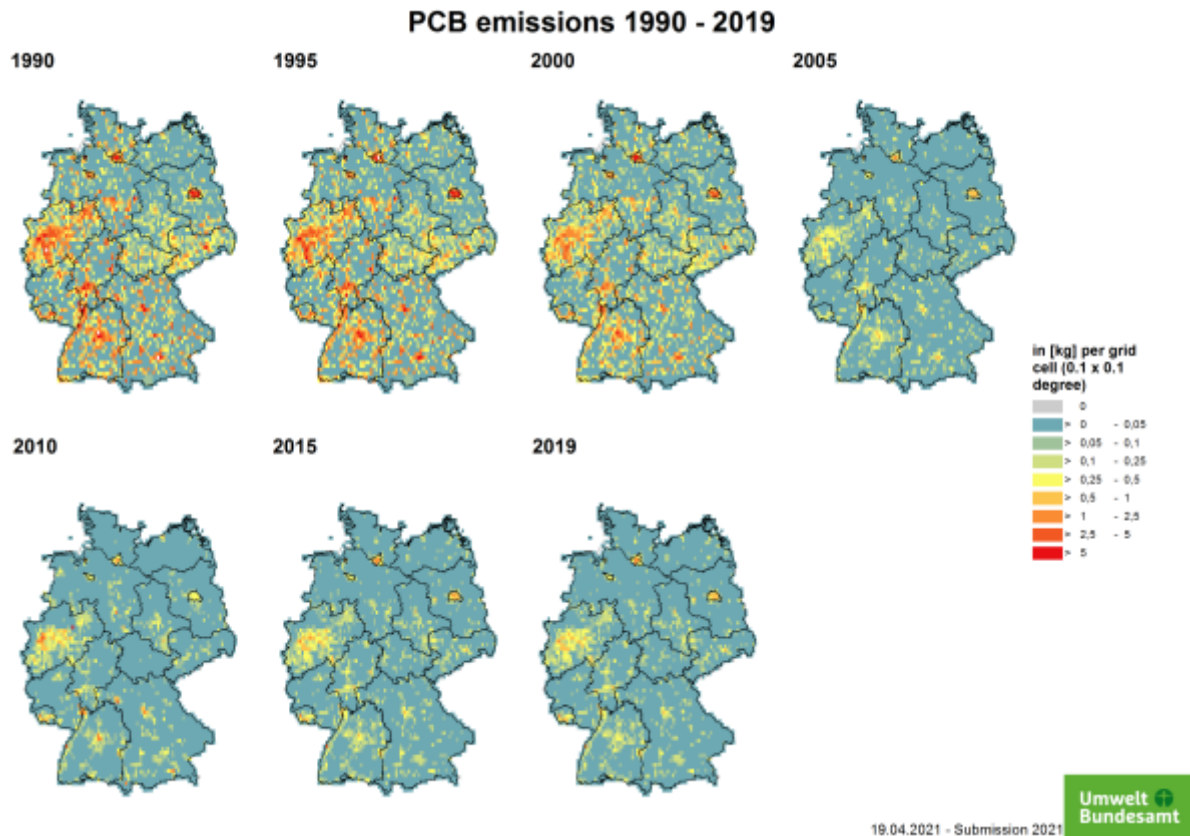 PCB emissions 1990 - 2019
1990
1995
2000
2005
in [kg] per grid
cell (0.1 x 0.1
degree)
0
> 0 - 0,05
> 0,05 - 0,1
> 0,1 - 0,25
> 0,25 - 0,5
> 0,5 - 1
> 1 - 2,5
> 2,5 - 5
> 5
2010
2015
2019
Umwelt
Bundesamt
19.04.2021 - Submission 2021